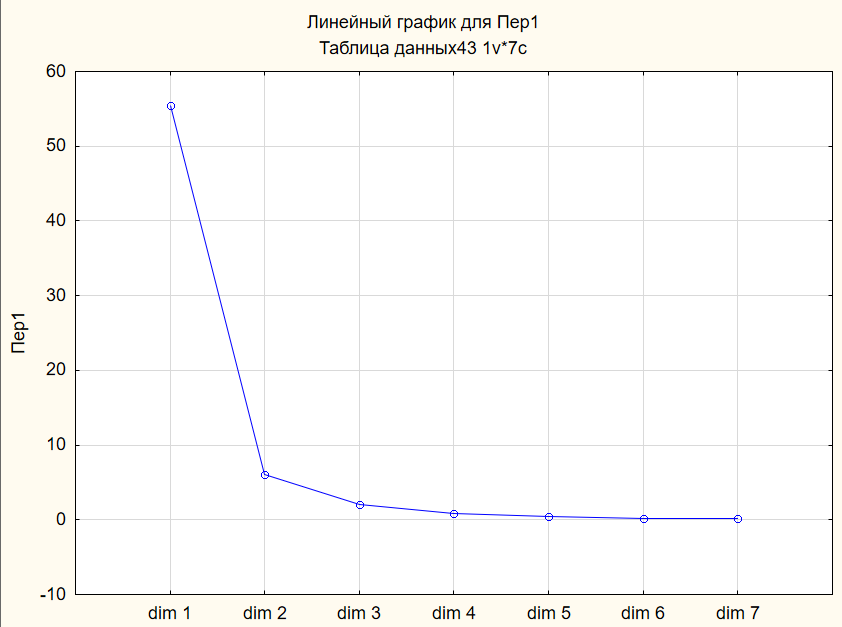 Линейный график для Пер1
Таблица данных43 1v*7c
60
50
40
30
20
10
0
-10
Пер1
dim 1 dim 2 dim 3 dim 4 dim 5 dim 6 dim 7